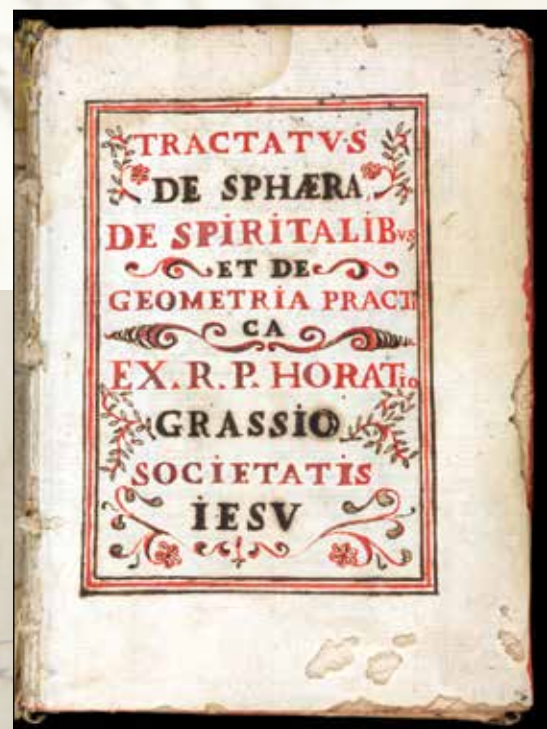 TRACTATVS
DE SPHÆRA,
DE SPIRITALIBVS
ET DE
GEOMETRIA PRACTI
CA
EX. R. P. HORATIO
GRASSIO
SOCIETATIS
IESV